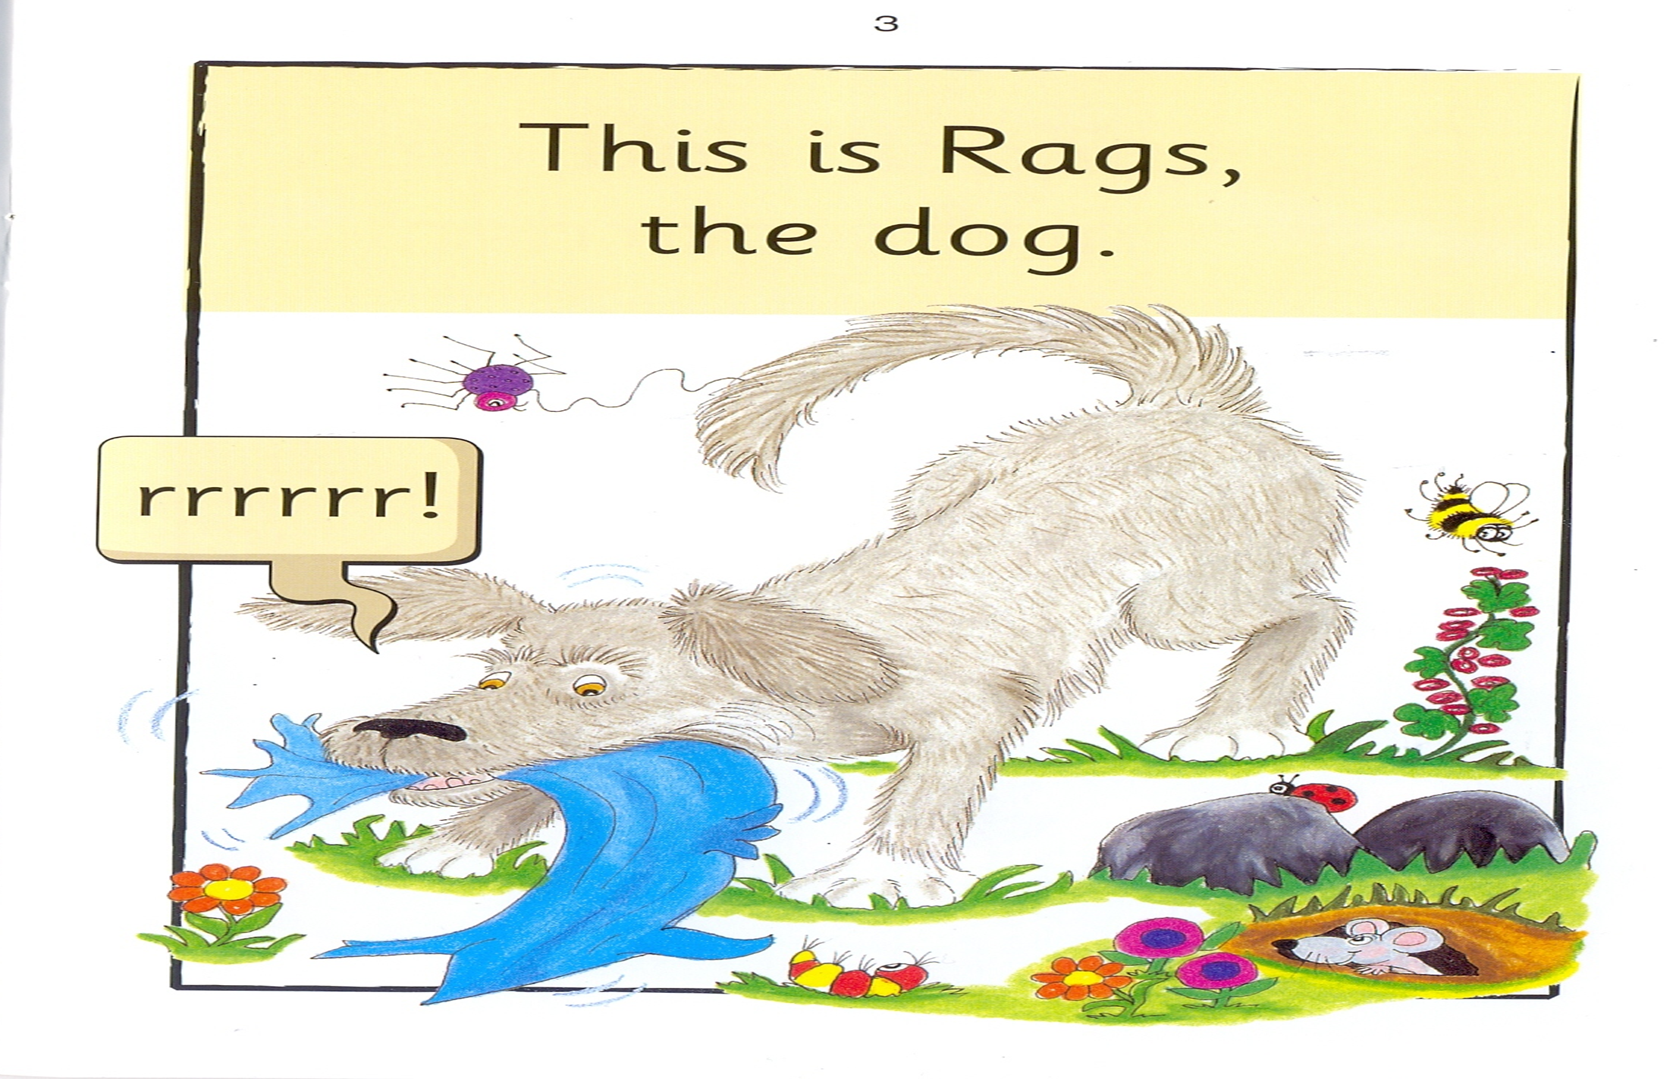 3
This is Rags,
the dog.
rrrrrr!